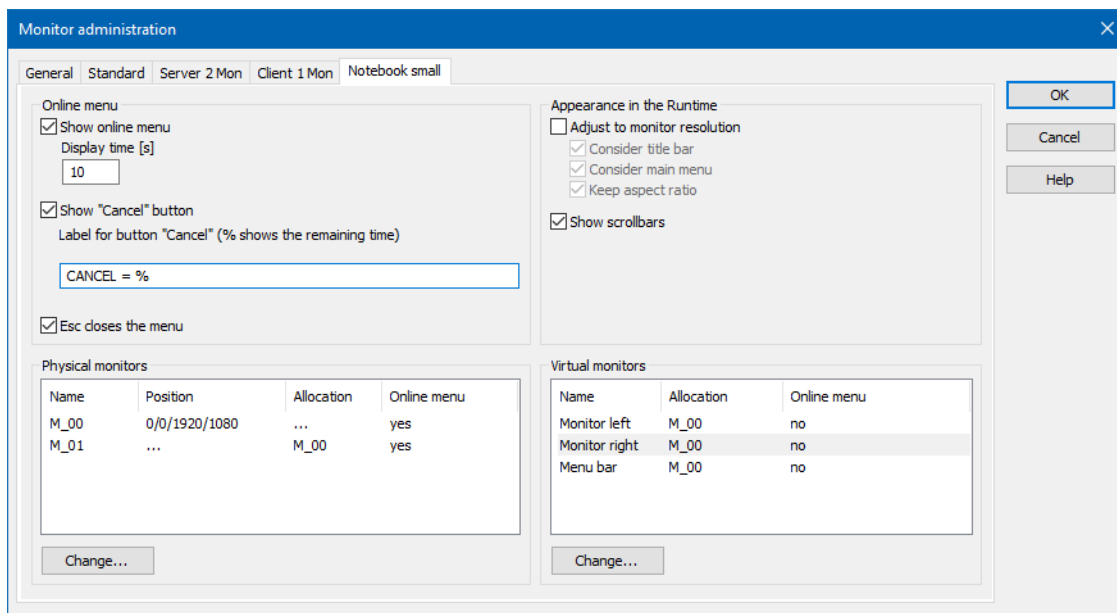 Monitor administration
General Standard Server 2 Mon Client 1 Mon Notebook small
Online menu
Show online menu
Display time [s]
10
Show "Cancel" button
Label for button "Cancel" (% shows the remaining time)
CANCEL = %
Esc closes the menu
Appearance in the Runtime
Adjust to monitor resolution
Consider title bar
Consider main menu
Keep aspect ratio
Show scrollbars
OK
Cancel
Help
Physical monitors
Name Position Allocation Online menu
M_00 0/0/1920/1080 ... yes
M_01 ... M_00 yes
Change...
Virtual monitors
Name Allocation Online menu
Monitor left M_00 no
Monitor right M_00 no
Menu bar M_00 no
Change...